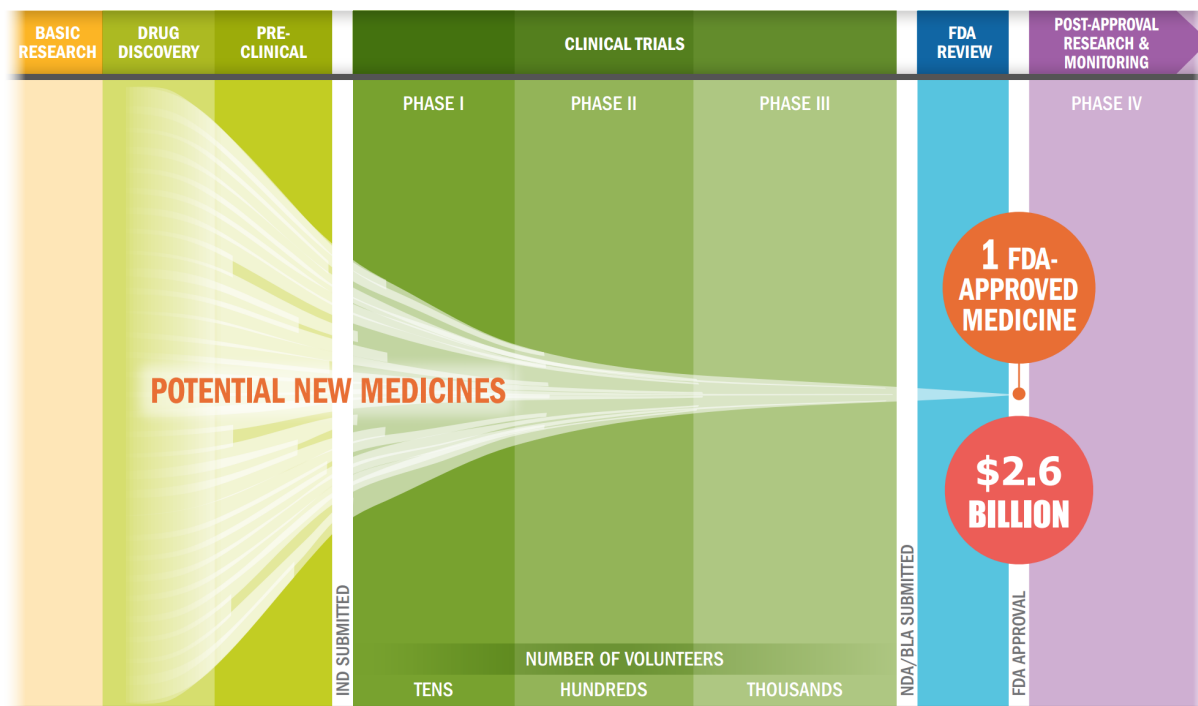 BASIC
RESEARCH
DRUG
DISCOVERY
PRE-
CLINICAL
CLINICAL TRIALS
FDA
REVIEW
POST-APPROVAL
RESEARCH &
MONITORING
PHASE I
PHASE II
PHASE III
PHASE IV
POTENTIAL NEW MEDICINES
1 FDA-
APPROVED
MEDICINE
$2.6
BILLION
IND SUBMITTED
NDA/BLA SUBMITTED
FDA APPROVAL
NUMBER OF VOLUNTEERS
TENS
HUNDREDS
THOUSANDS